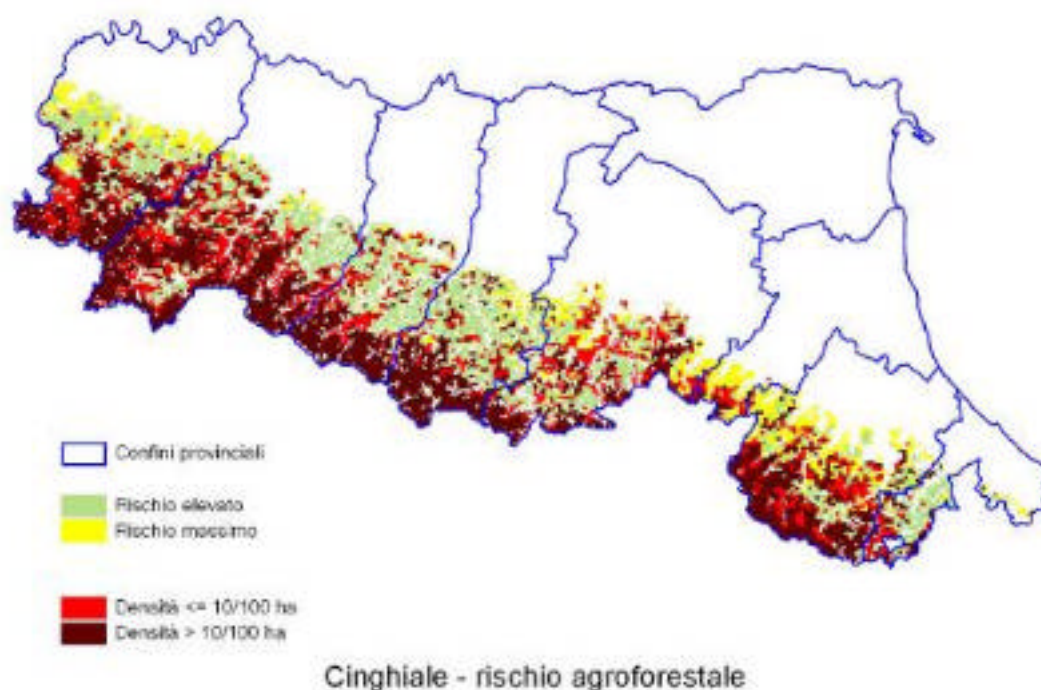 Confini provinciali
Rischio elevato
Rischio massimo
Densità <= 10/100 ha
Densità > 10/100 ha
Cinghiale - rischio agroforestale